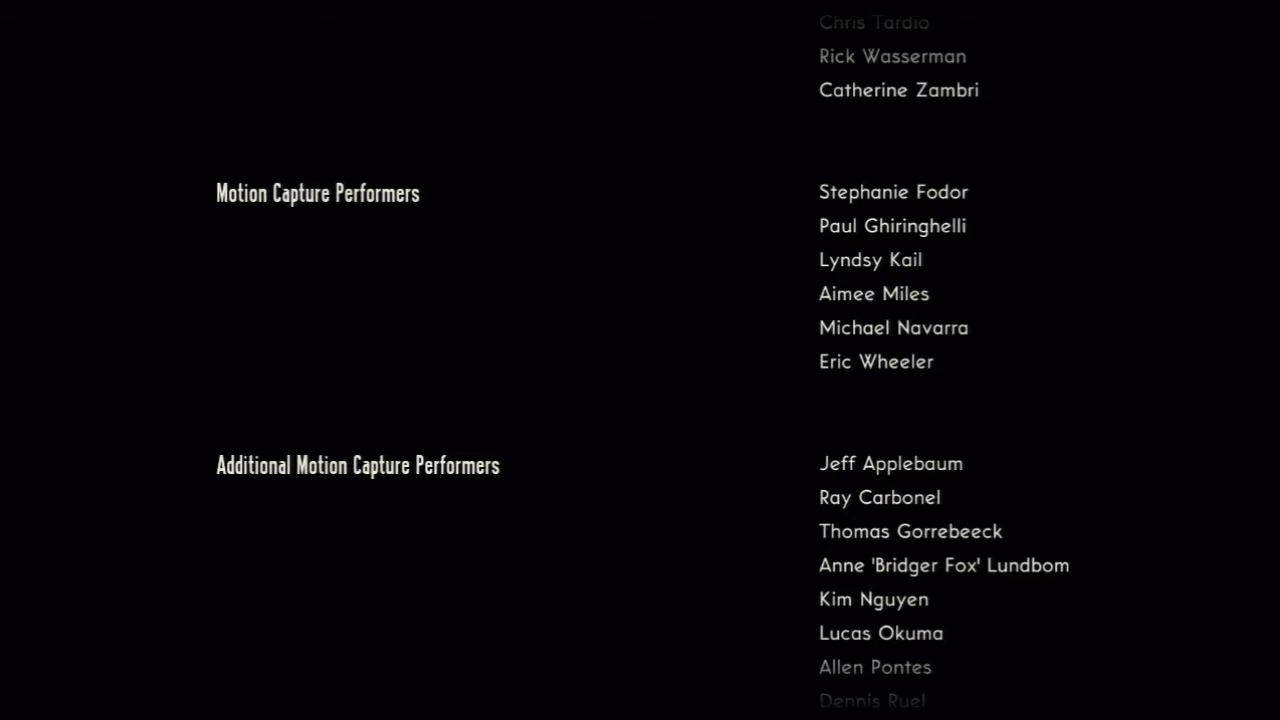 Chris Tardio
Rick Wasserman
Catherine Zambri
Motion Capture Performers
Stephanie Fodor
Paul Ghiringhelli
Lyndsy Kail
Aimee Miles
Michael Navarra
Eric Wheeler
Additional Motion Capture Performers
Jeff Applebaum
Ray Carbonel
Thomas Gorrebeeck
Anne 'Bridger Fox' Lundbom
Kim Nguyen
Lucas Okuma
Allen Pontes
Dennis Ruel